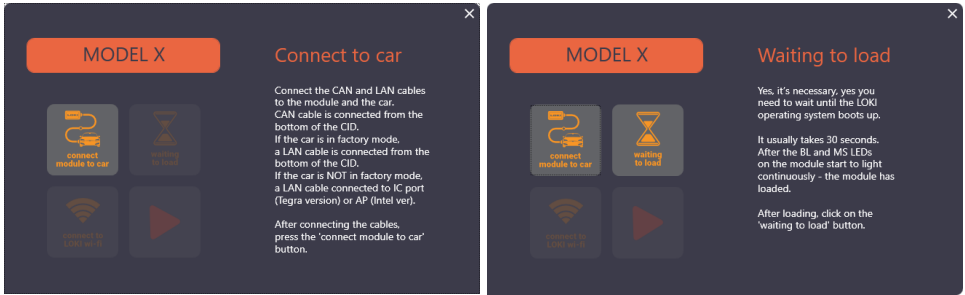 MODEL X
Connect to car
Connect the CAN and LAN cables
to the module and the car.
CAN cable is connected from the
bottom of the CID.
If the car is in factory mode,
a LAN cable is connected from the
bottom of the CID.
If the car is NOT in factory mode,
a LAN cable connected to IC port
(Tegra version) or AP (Intel ver).
After connecting the cables,
press the 'connect module to car'
button.
connect
module to car
waiting
to load
connect to
LOKI wi-fi
MODEL X
Waiting to load
Yes, it's necessary, yes you
need to wait until the LOKI
operating system boots up.
It usually takes 30 seconds.
After the BL and MS LEDs
on the module start to light
continuously - the module has
loaded.
After loading, click on the
'waiting to load' button.
connect
module to car
waiting
to load
connect to
LOKI wi-fi